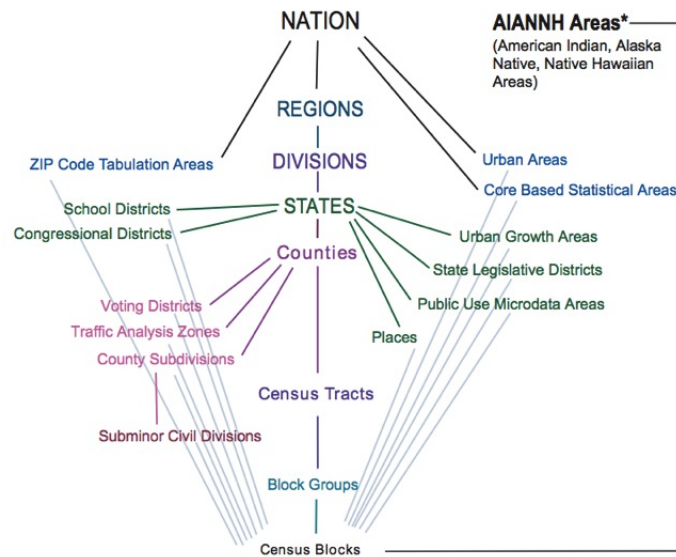 NATION
AIANNH Areas*
(American Indian, Alaska
Native, Native Hawaiian
Areas)
REGIONS
ZIP Code Tabulation Areas
DIVISIONS
Urban Areas
Core Based Statistical Areas
School Districts
STATES
Congressional Districts
Urban Growth Areas
Counties
State Legislative Districts
Voting Districts
Public Use Microdata Areas
Traffic Analysis Zones
Places
County Subdivisions
Census Tracts
Subminor Civil Divisions
Block Groups
Census Blocks